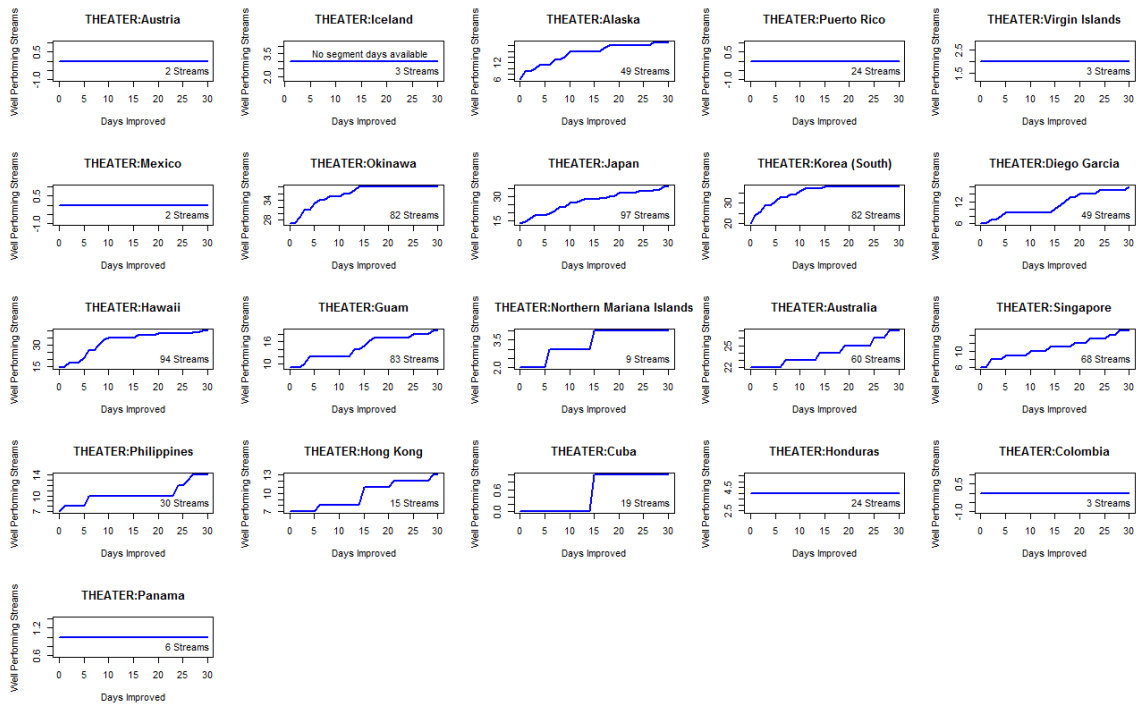 THEATER:Austria
Well Performing Streams
-1.0 0.5
2 Streams
0 5 10 15 20 25 30
Days Improved
THEATER:Iceland
Well Performing Streams
2.0 3.5
No segment days available
3 Streams
0 5 10 15 20 25 30
Days Improved
THEATER:Alaska
Well Performing Streams
6 12
49 Streams
0 5 10 15 20 25 30
Days Improved
THEATER:Puerto Rico
Well Performing Streams
-1.0 0.5
24 Streams
0 5 10 15 20 25 30
Days Improved
THEATER:Virgin Islands
Well Performing Streams
1.5 2.5
3 Streams
0 5 10 15 20 25 30
Days Improved
THEATER:Mexico
Well Performing Streams
-1.0 0.5
2 Streams
0 5 10 15 20 25 30
Days Improved
THEATER:Okinawa
Well Performing Streams
28 34
82 Streams
0 5 10 15 20 25 30
Days Improved
THEATER:Japan
Well Performing Streams
15 30
97 Streams
0 5 10 15 20 25 30
Days Improved
THEATER:Korea (South)
Well Performing Streams
20 30
82 Streams
0 5 10 15 20 25 30
Days Improved
THEATER:Diego Garcia
Well Performing Streams
6 12
49 Streams
0 5 10 15 20 25 30
Days Improved
THEATER:Hawaii
Well Performing Streams
15 30
94 Streams
0 5 10 15 20 25 30
Days Improved
THEATER:Guam
Well Performing Streams
10 16
83 Streams
0 5 10 15 20 25 30
Days Improved
THEATER:Northern Mariana Islands
Well Performing Streams
2.0 3.5
9 Streams
0 5 10 15 20 25 30
Days Improved
THEATER:Australia
Well Performing Streams
22 25
60 Streams
0 5 10 15 20 25 30
Days Improved
THEATER:Singapore
Well Performing Streams
6 10
68 Streams
0 5 10 15 20 25 30
Days Improved
THEATER:Philippines
Well Performing Streams
7 10 14
30 Streams
0 5 10 15 20 25 30
Days Improved
THEATER:Hong Kong
Well Performing Streams
7 10 13
15 Streams
0 5 10 15 20 25 30
Days Improved
THEATER:Cuba
Well Performing Streams
0.0 0.6
19 Streams
0 5 10 15 20 25 30
Days Improved
THEATER:Honduras
Well Performing Streams
2.5 4.5
24 Streams
0 5 10 15 20 25 30
Days Improved
THEATER:Colombia
Well Performing Streams
-1.0 0.5
3 Streams
0 5 10 15 20 25 30
Days Improved
THEATER:Panama
Well Performing Streams
0.6 1.2
6 Streams
0 5 10 15 20 25 30
Days Improved